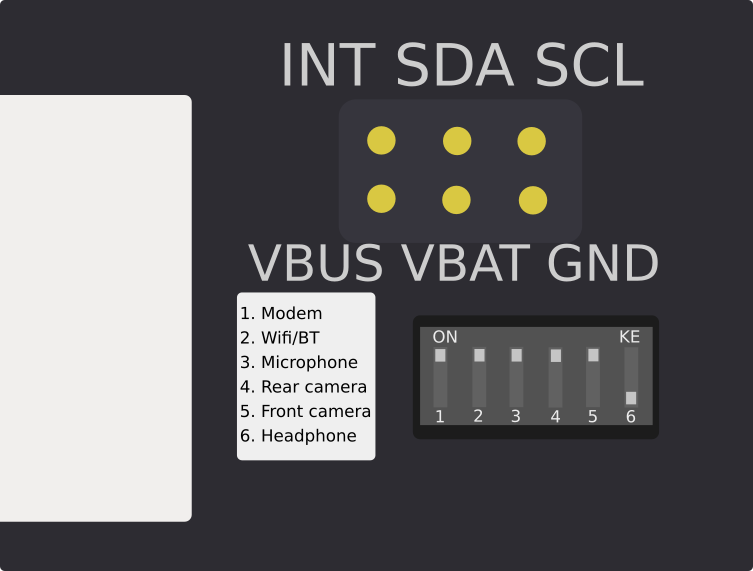 INT SDA SCL
VBUS VBAT GND
1. Modem
2. Wifi/BT
3. Microphone
4. Rear camera
5. Front camera
6. Headphone
ON KE
1 2 3 4 5 6